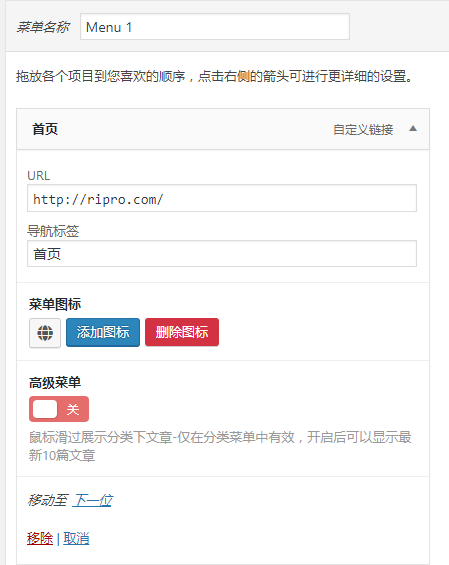 菜单名称 Menu 1
拖放各个项目到您喜欢的顺序，点击右侧的箭头可进行更详细的设置。
首页 自定义链接
URL
http://ripro.com/
导航标签
首页
菜单图标
添加图标 删除图标
高级菜单
关
鼠标滑过展示分类下文章-仅在分类菜单中有效，开启后可以显示最
新10篇文章
移动至 下一位
移除 | 取消